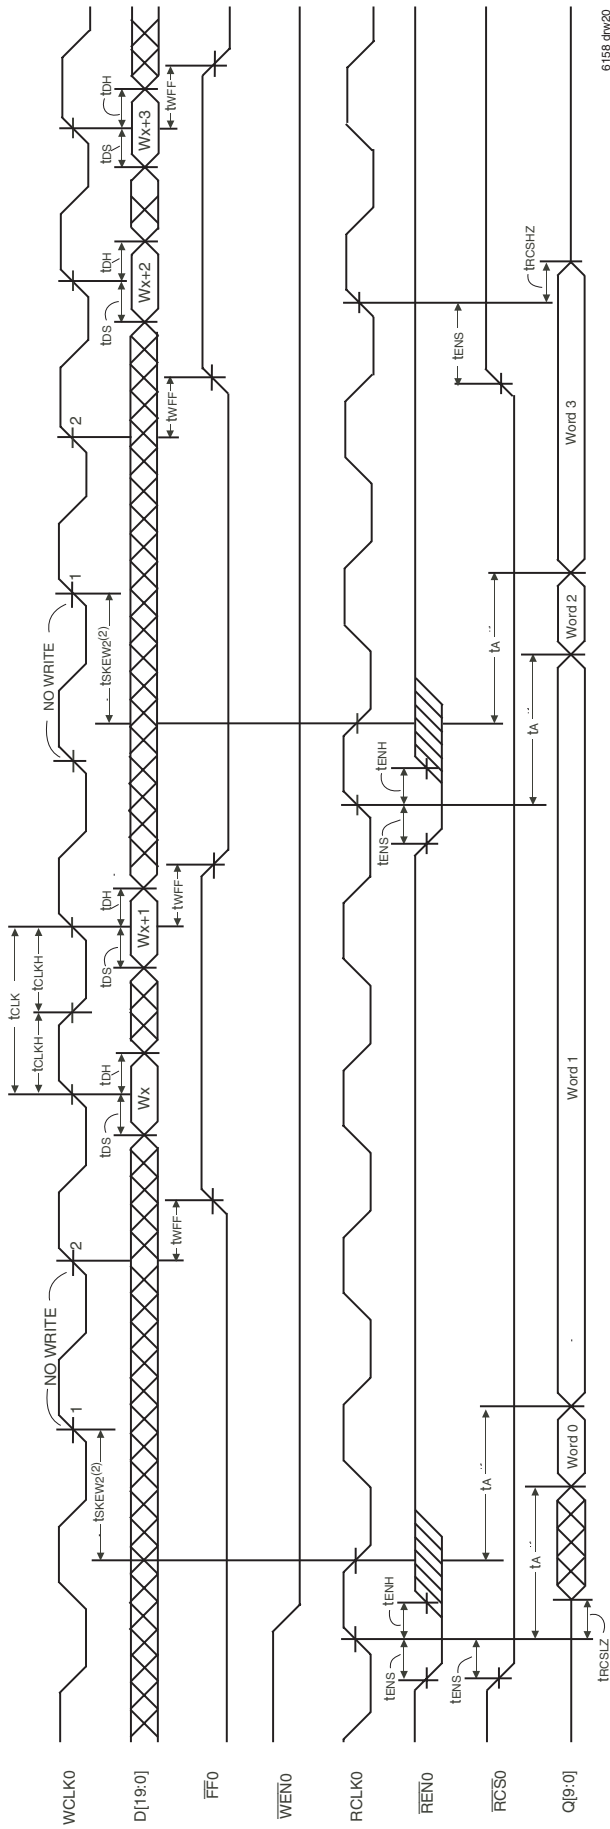 WCLK0
NO WRITE
1
2
tSKEW2(2)
tCLK
tCLKH
tCLKH
NO WRITE
1
2
tSKEW2(2)
D[19:0]
tDS
tDH
Wx
tDS
tDH
Wx+1
tDS
tDH
Wx+2
tDS
tDH
Wx+3
FF0
tWFF
tWFF
tWFF
tWFF
WEN0
RCLK0
REN0
tENS
tENH
tENS
tENH
RCS0
tENS
tA
tA
tENS
tA
tA
Q[9:0]
tRCSLZ
Word 0
Word 1
Word 2
Word 3
tRCSHZ
6158 drw20